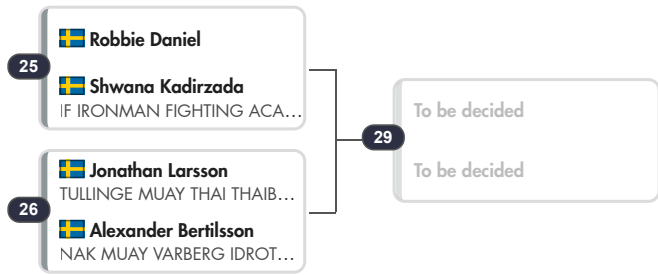 25
Robbie Daniel
Shwana Kadirzada
IF IRONMAN FIGHTING ACA...
26
Jonathan Larsson
TULLINGE MUAY THAI THAIB...
Alexander Bertilsson
NAK MUAY VARBERG IDROT...
29
To be decided
To be decided